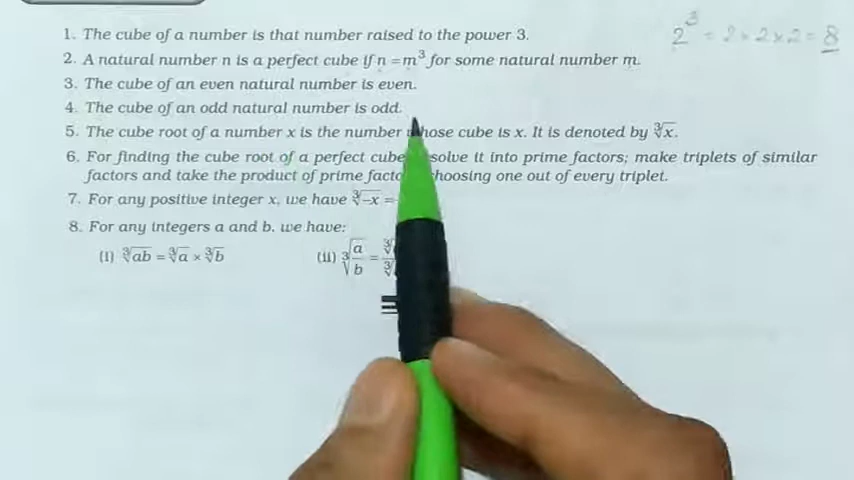 2³ = 2 × 2 × 2 = 8
1. The cube of a number is that number raised to the power 3.
2. A natural number n is a perfect cube if n = m³ for some natural number m.
3. The cube of an even natural number is even.
4. The cube of an odd natural number is odd.
5. The cube root of a number x is the number whose cube is x. It is denoted by ∛x.
6. For finding the cube root of a perfect cube, resolve it into prime factors; make triplets of similar
factors and take the product of prime factors, choosing one out of every triplet.
7. For any positive integer x, we have ∛-x =
8. For any integers a and b, we have:
(i) ∛ab = ∛a × ∛b (ii) ∛(a/b) =